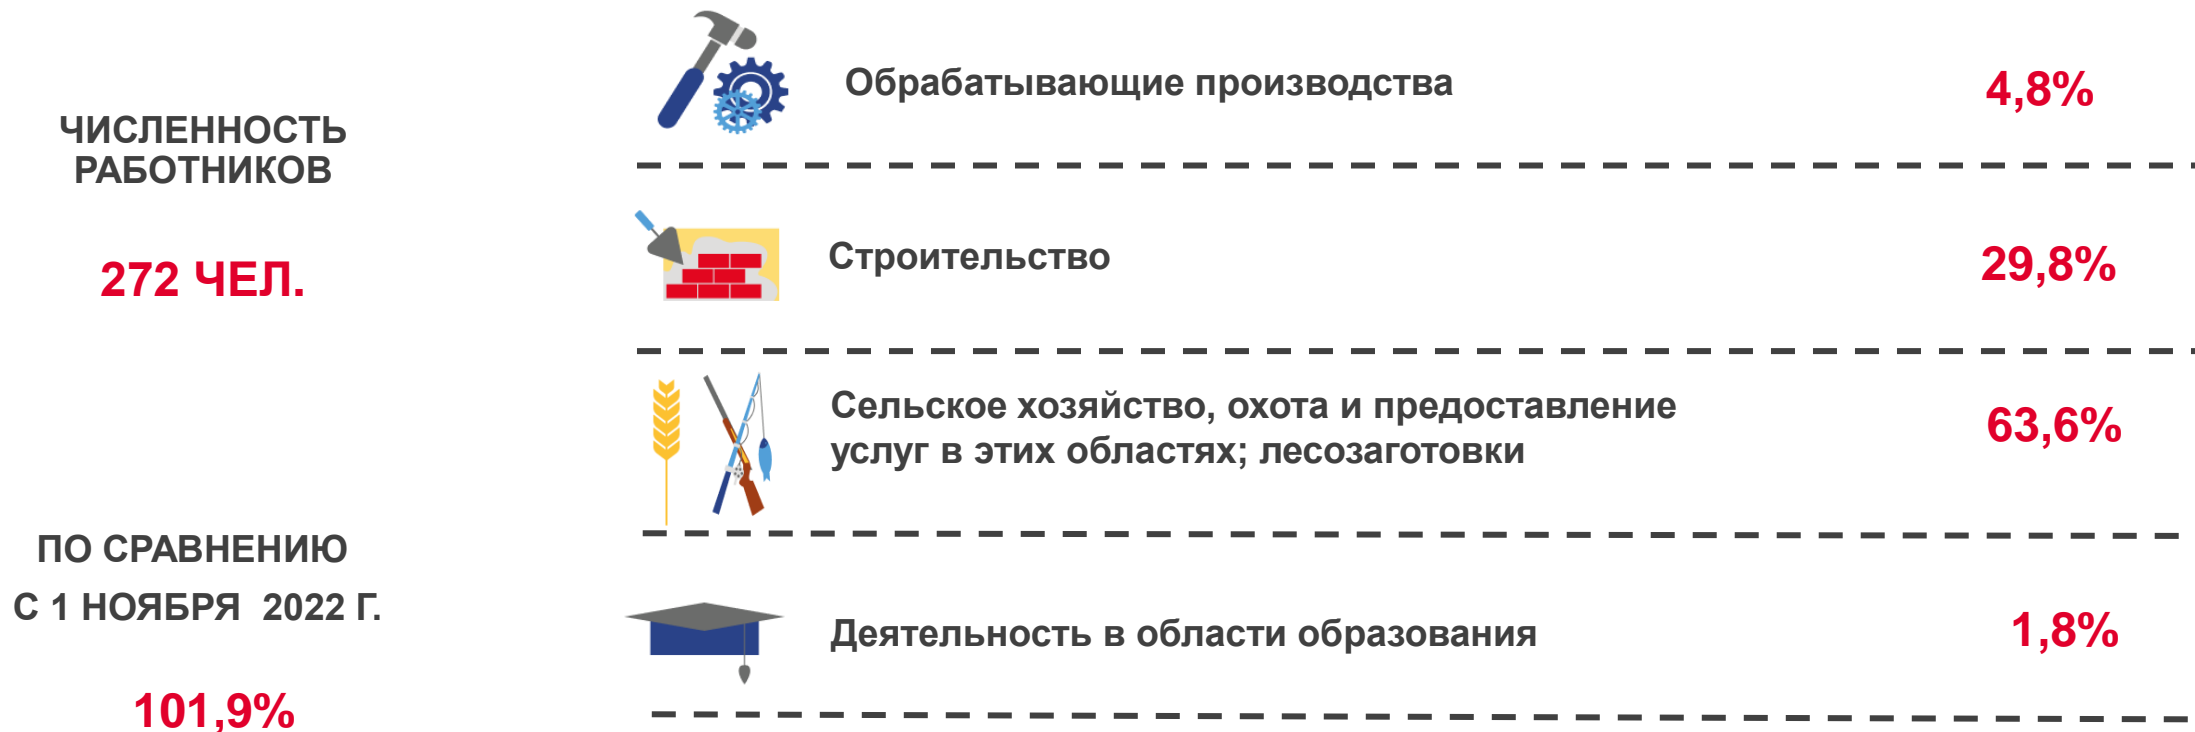 ЧИСЛЕННОСТЬ
РАБОТНИКОВ
272 ЧЕЛ.
ПО СРАВНЕНИЮ
С 1 НОЯБРЯ 2022 Г.
101,9%
Обрабатывающие производства
4,8%
Строительство
29,8%
Сельское хозяйство, охота и предоставление
услуг в этих областях; лесозаготовки
63,6%
Деятельность в области образования
1,8%